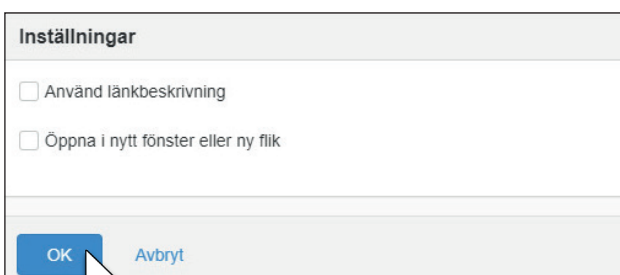 Inställningar
Använd länkbeskrivning
Öppna i nytt fönster eller ny flik
OK Avbryt